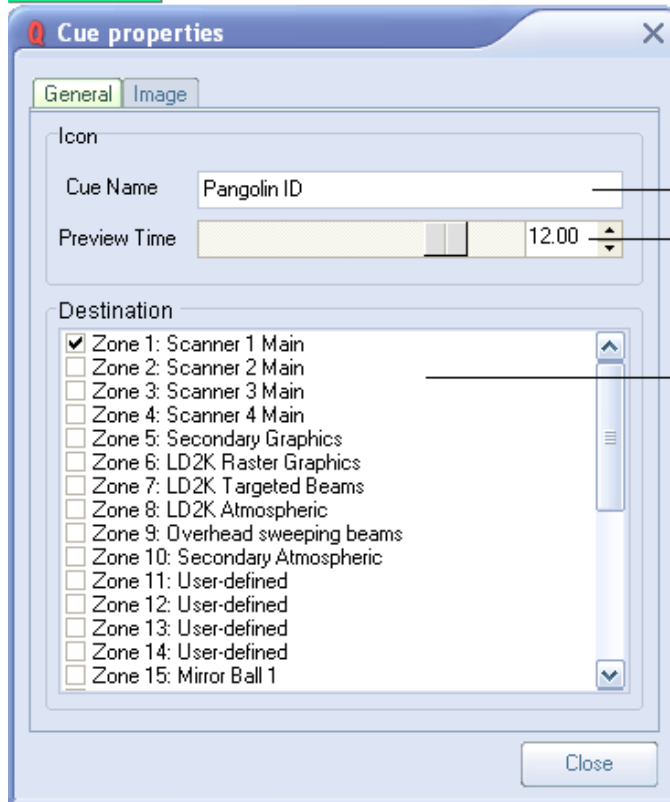 Cue properties
General Image
Icon
Cue Name Pangolin ID
Preview Time 12.00
Destination
Zone 1: Scanner 1 Main
Zone 2: Scanner 2 Main
Zone 3: Scanner 3 Main
Zone 4: Scanner 4 Main
Zone 5: Secondary Graphics
Zone 6: LD2K Raster Graphics
Zone 7: LD2K Targeted Beams
Zone 8: LD2K Atmospheric
Zone 9: Overhead sweeping beams
Zone 10: Secondary Atmospheric
Zone 11: User-defined
Zone 12: User-defined
Zone 13: User-defined
Zone 14: User-defined
Zone 15: Mirror Ball 1
Close